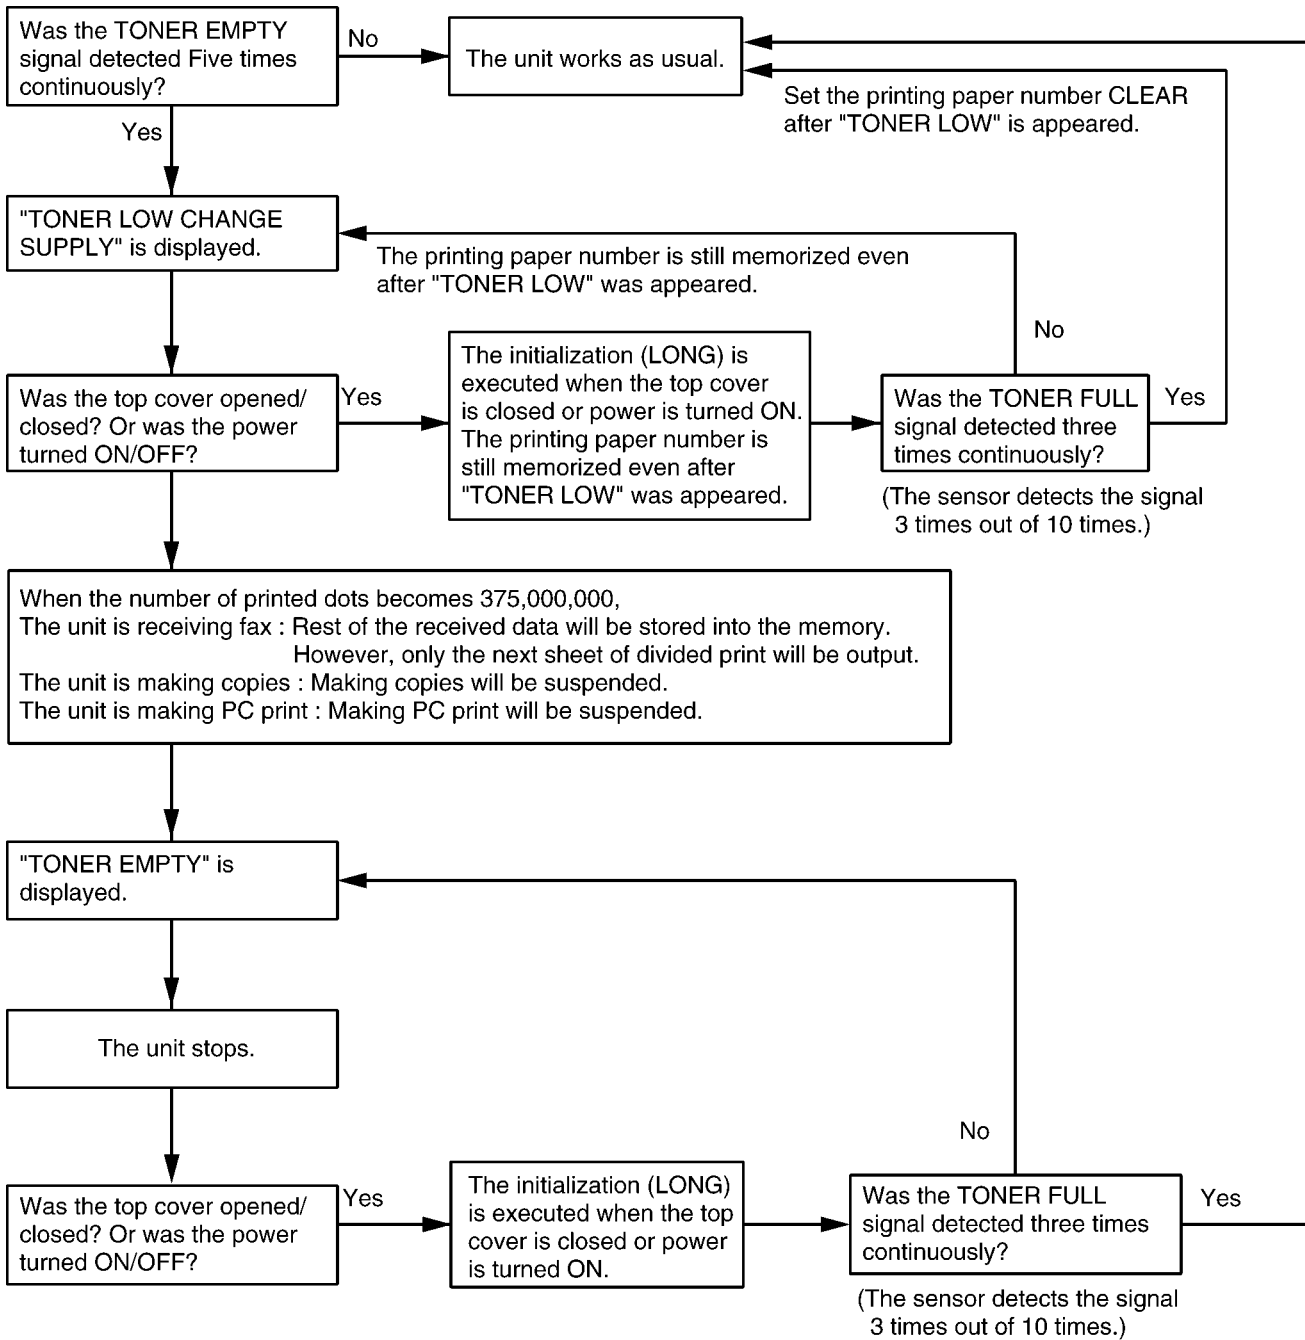 Was the TONER EMPTY
signal detected Five times
continuously?
No
The unit works as usual.
Set the printing paper number CLEAR
after "TONER LOW" is appeared.
Yes
"TONER LOW CHANGE
SUPPLY" is displayed.
The printing paper number is still memorized even
after "TONER LOW" was appeared.
No
Was the top cover opened/
closed? Or was the power
turned ON/OFF?
Yes
The initialization (LONG) is
executed when the top cover
is closed or power is turned ON.
The printing paper number is
still memorized even after
"TONER LOW" was appeared.
Was the TONER FULL
signal detected three
times continuously?
Yes
(The sensor detects the signal
3 times out of 10 times.)
When the number of printed dots becomes 375,000,000,
The unit is receiving fax : Rest of the received data will be stored into the memory.
However, only the next sheet of divided print will be output.
The unit is making copies : Making copies will be suspended.
The unit is making PC print : Making PC print will be suspended.
"TONER EMPTY" is
displayed.
The unit stops.
No
Was the top cover opened/
closed? Or was the power
turned ON/OFF?
Yes
The initialization (LONG)
is executed when the top
cover is closed or power
is turned ON.
Was the TONER FULL
signal detected three times
continuously?
Yes
(The sensor detects the signal
3 times out of 10 times.)